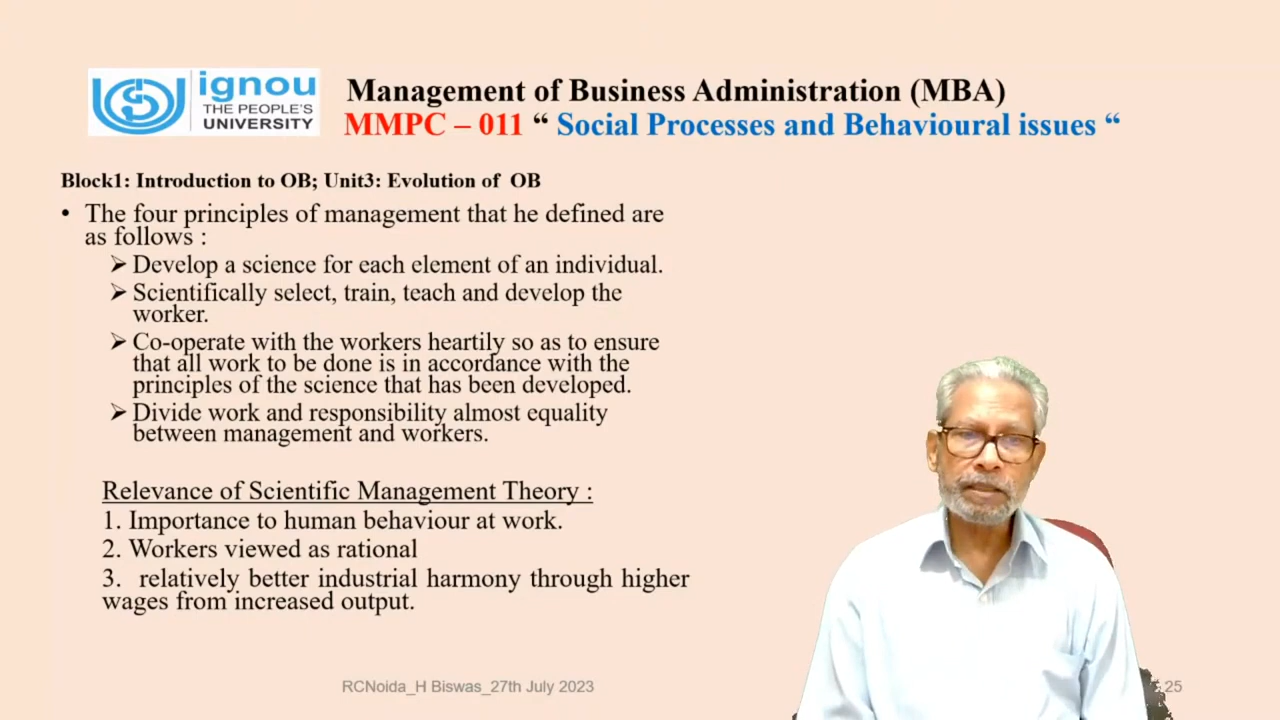 ignou
THE PEOPLE'S
UNIVERSITY
Management of Business Administration (MBA)
MMPC – 011 “ Social Processes and Behavioural issues “
Block1: Introduction to OB; Unit3: Evolution of OB
• The four principles of management that he defined are
as follows :
➢ Develop a science for each element of an individual.
➢ Scientifically select, train, teach and develop the
worker.
➢ Co-operate with the workers heartily so as to ensure
that all work to be done is in accordance with the
principles of the science that has been developed.
➢ Divide work and responsibility almost equality
between management and workers.
Relevance of Scientific Management Theory :
1. Importance to human behaviour at work.
2. Workers viewed as rational
3. relatively better industrial harmony through higher
wages from increased output.
RCNoida_H Biswas_27th July 2023
25